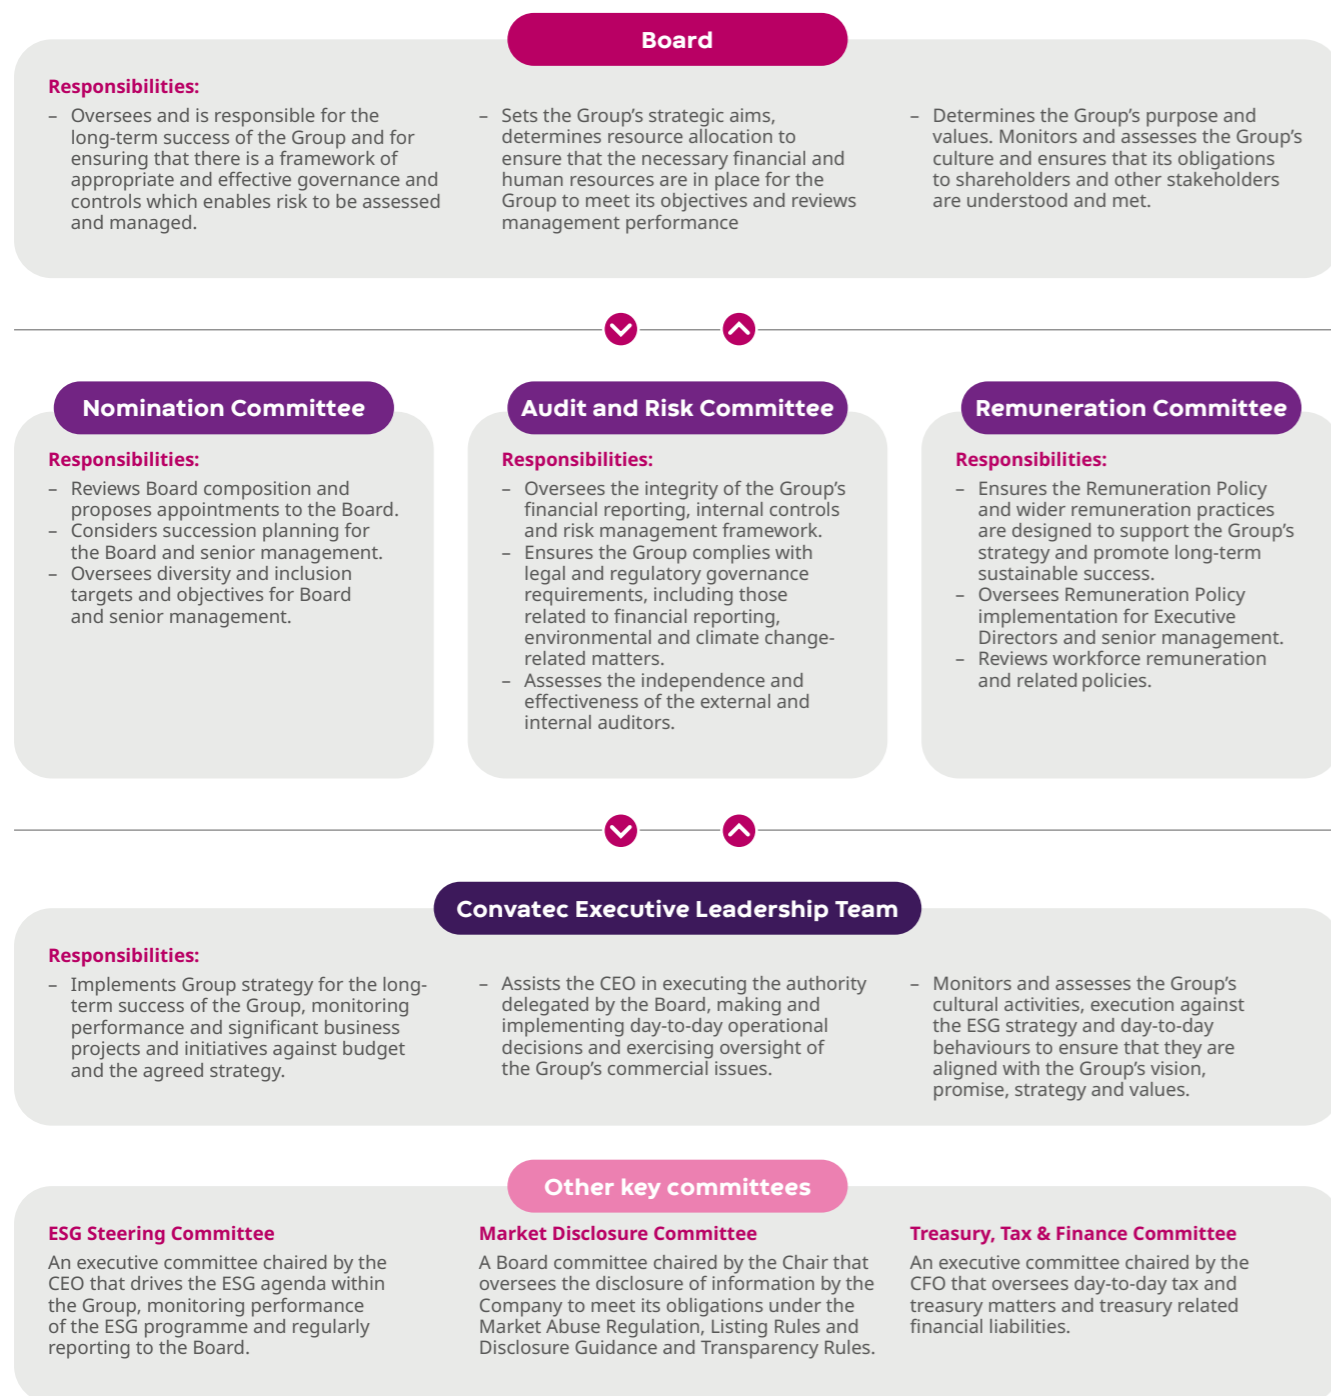 Board
Responsibilities:
– Oversees and is responsible for the
long-term success of the Group and for
ensuring that there is a framework of
appropriate and effective governance and
controls which enables risk to be assessed
and managed.
– Sets the Group’s strategic aims,
determines resource allocation to
ensure that the necessary financial and
human resources are in place for the
Group to meet its objectives and reviews
management performance
– Determines the Group’s purpose and
values. Monitors and assesses the Group’s
culture and ensures that its obligations
to shareholders and other stakeholders
are understood and met.
Nomination Committee
Responsibilities:
– Reviews Board composition and
proposes appointments to the Board.
– Considers succession planning for
the Board and senior management.
– Oversees diversity and inclusion
targets and objectives for Board
and senior management.
Audit and Risk Committee
Responsibilities:
– Oversees the integrity of the Group’s
financial reporting, internal controls
and risk management framework.
– Ensures the Group complies with
legal and regulatory governance
requirements, including those
related to financial reporting,
environmental and climate change-
related matters.
– Assesses the independence and
effectiveness of the external and
internal auditors.
Remuneration Committee
Responsibilities:
– Ensures the Remuneration Policy
and wider remuneration practices
are designed to support the Group’s
strategy and promote long-term
sustainable success.
– Oversees Remuneration Policy
implementation for Executive
Directors and senior management.
– Reviews workforce remuneration
and related policies.
Convatec Executive Leadership Team
Responsibilities:
– Implements Group strategy for the long-
term success of the Group, monitoring
performance and significant business
projects and initiatives against budget
and the agreed strategy.
– Assists the CEO in executing the authority
delegated by the Board, making and
implementing day-to-day operational
decisions and exercising oversight of
the Group’s commercial issues.
– Monitors and assesses the Group’s
cultural activities, execution against
the ESG strategy and day-to-day
behaviours to ensure that they are
aligned with the Group’s vision,
promise, strategy and values.
Other key committees
ESG Steering Committee
An executive committee chaired by the
CEO that drives the ESG agenda within
the Group, monitoring performance
of the ESG programme and regularly
reporting to the Board.
Market Disclosure Committee
A Board committee chaired by the Chair that
oversees the disclosure of information by the
Company to meet its obligations under the
Market Abuse Regulation, Listing Rules and
Disclosure Guidance and Transparency Rules.
Treasury, Tax & Finance Committee
An executive committee chaired by the
CFO that oversees day-to-day tax and
treasury matters and treasury related
financial liabilities.